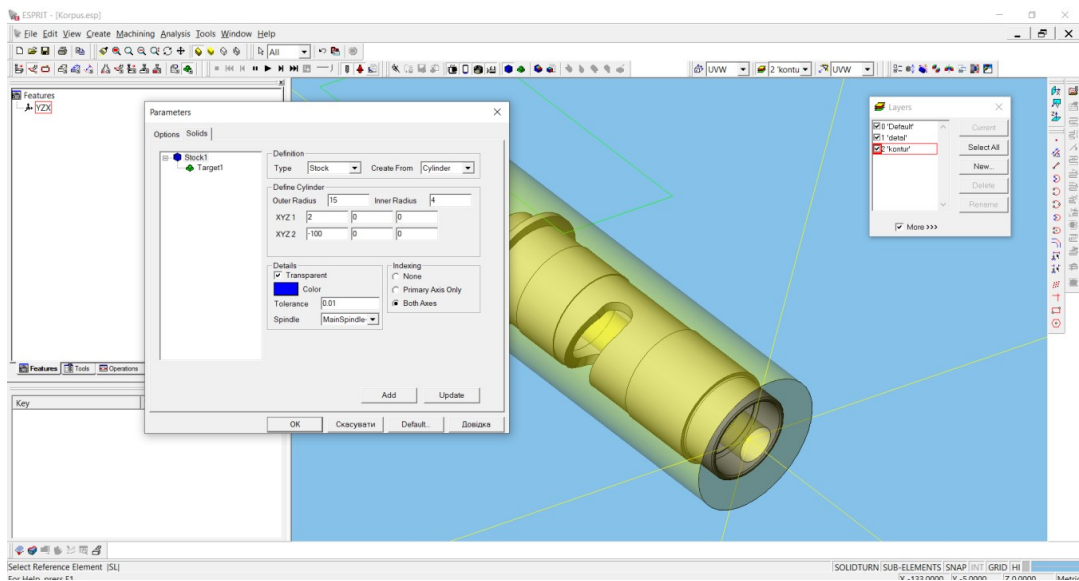 ESPRIT - [Korpus.esp]
File Edit View Create Machining Analysis Tools Window Help
All
UVW
2 'kontu
UVW
Features
YZX
Parameters
Options Solids
Stock1
Target1
Definition
Type Stock Create From Cylinder
Define Cylinder
Outer Radius 15 Inner Radius 4
XYZ 1 2 0 0
XYZ 2 -100 0 0
Details
Transparent
Color
Tolerance 0.01
Spindle MainSpindle-
Indexing
None
Primary Axis Only
Both Axes
Add Update
OK Скасувати Default.. Довідка
Layers
0 'Default'
1 'detal'
2 'kontur'
Current
Select All
New...
Delete
Rename
More >>>
Features Tools Operations
Key
Select Reference Element |SL|
SOLIDTURN SUB-ELEMENTS SNAP INT GRID HI
For Help, press F1
X -133.0000 Y -5.0000 Z 0.0000 Metric